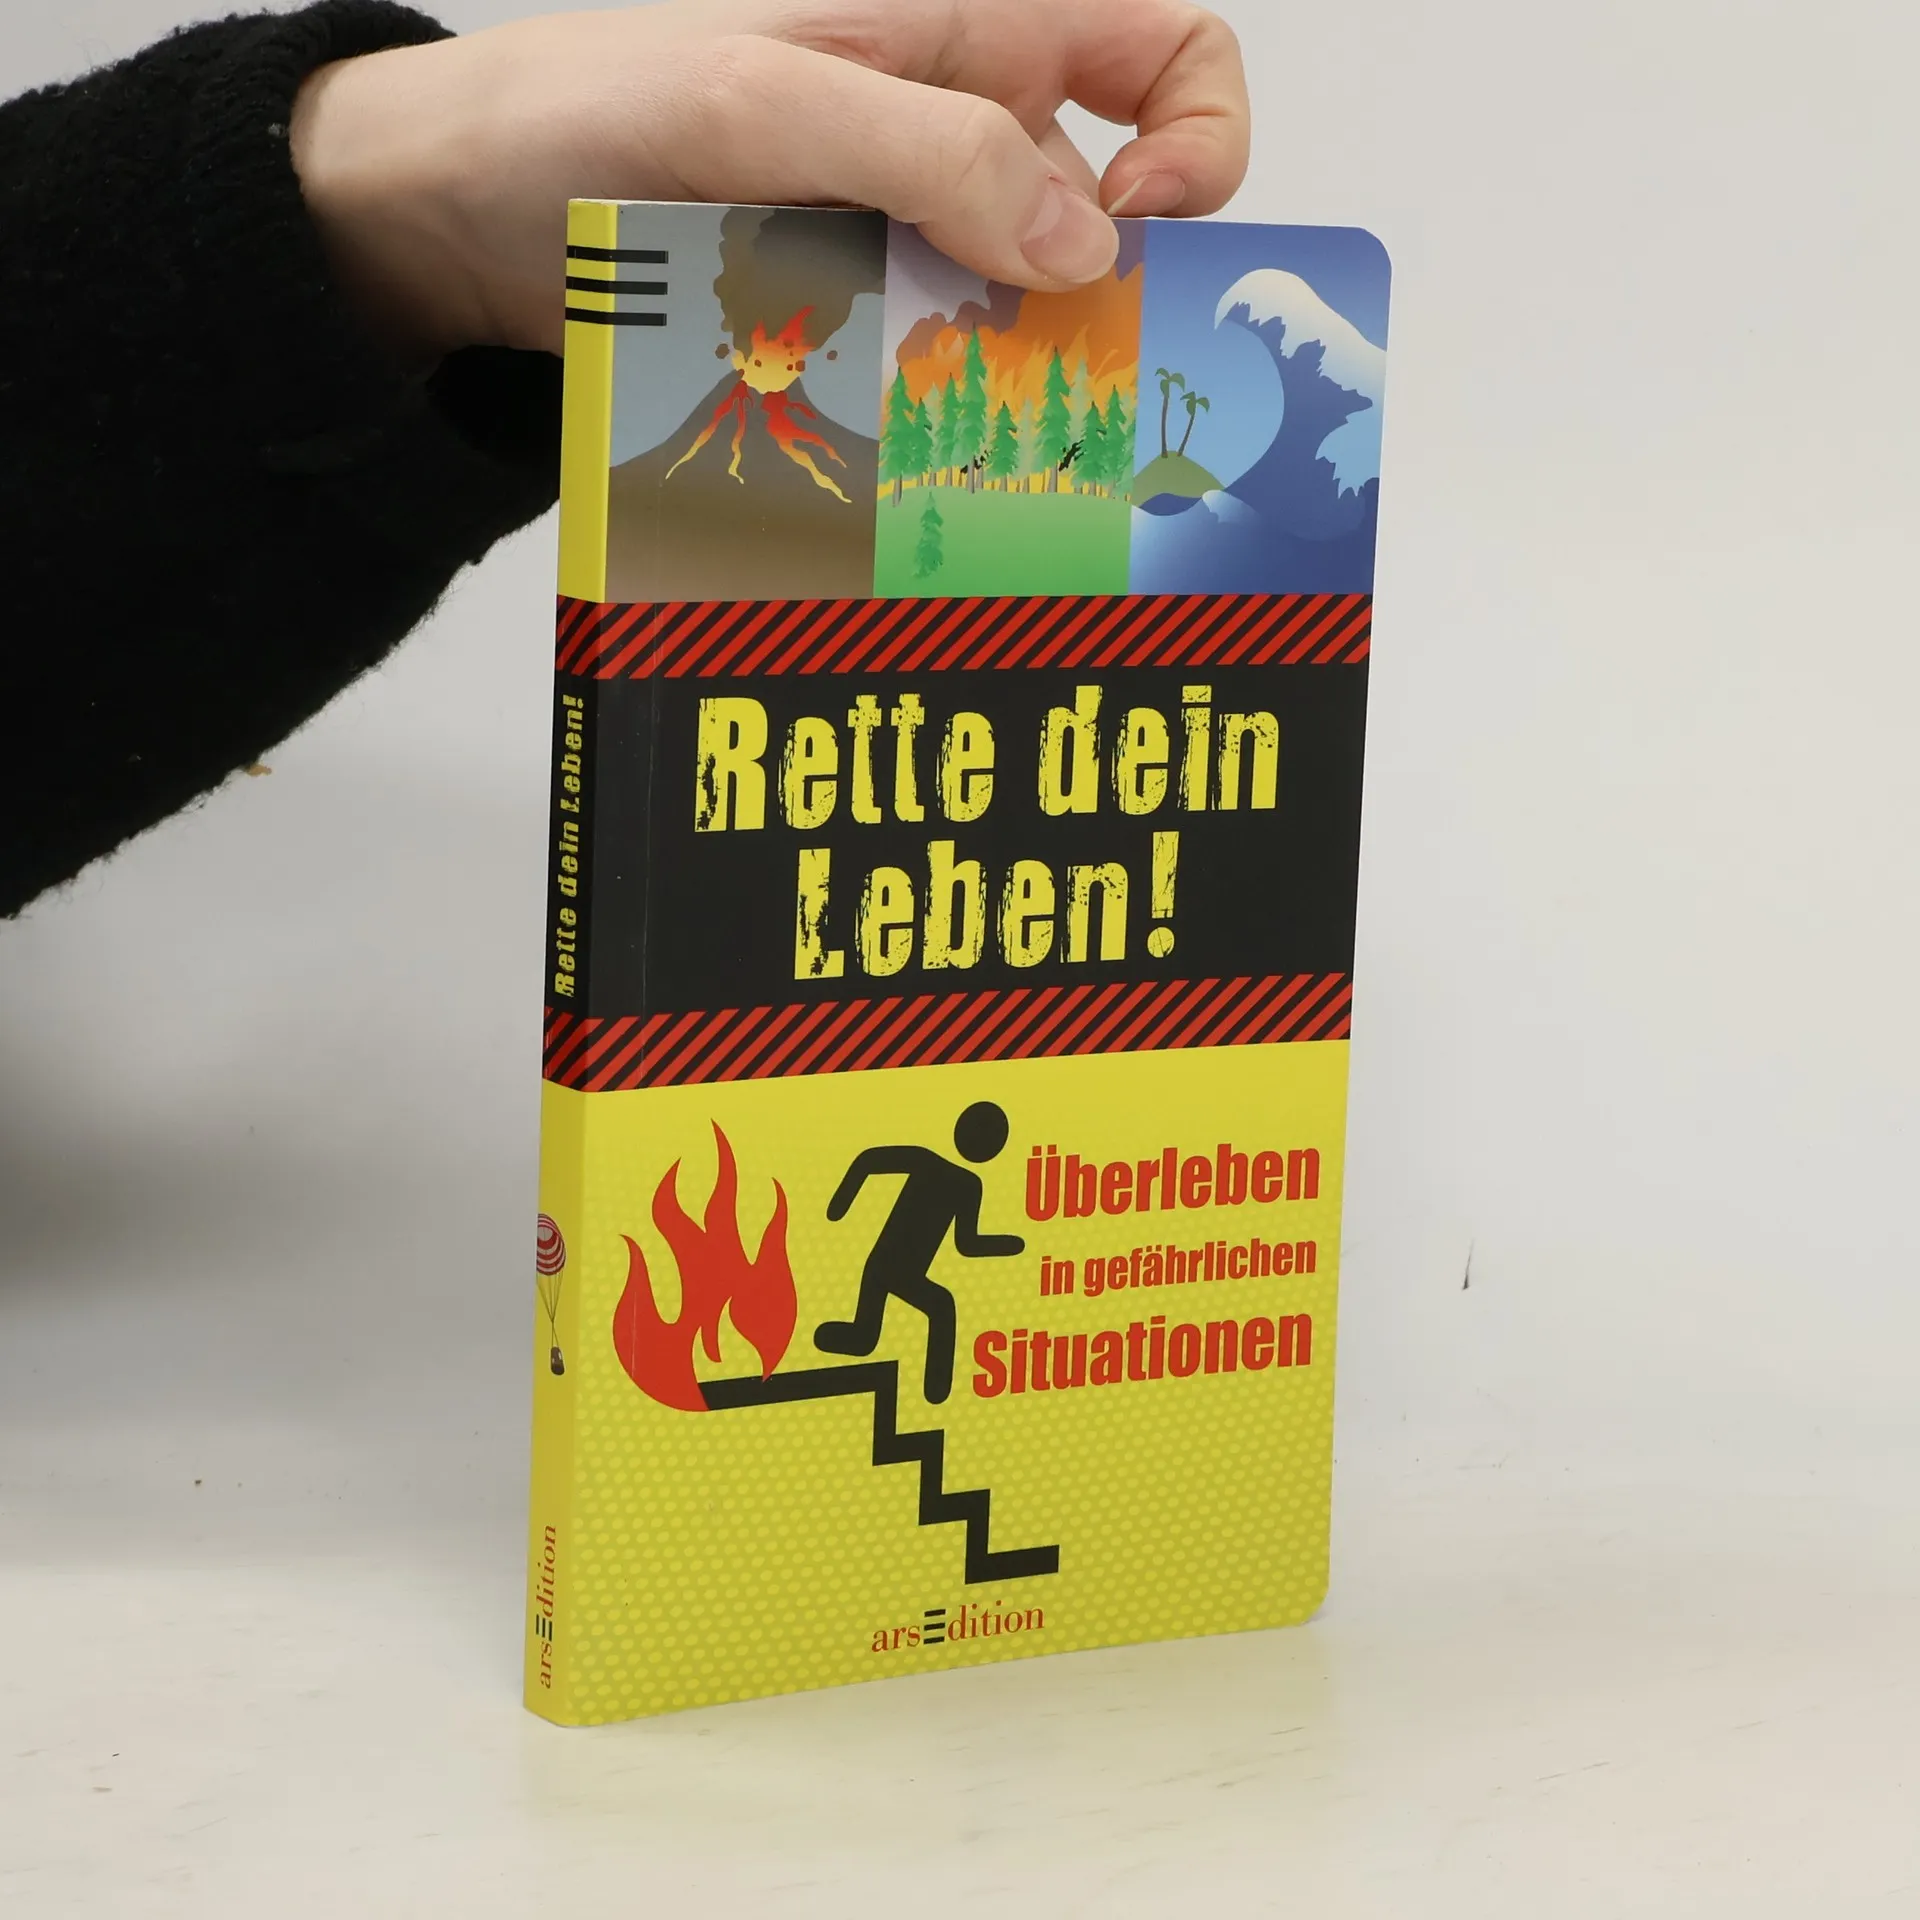 Rette dein
Leben!
Überleben
in gefährlichen
Situationen
arsEdition
Rette dein Leben!
arsEdition